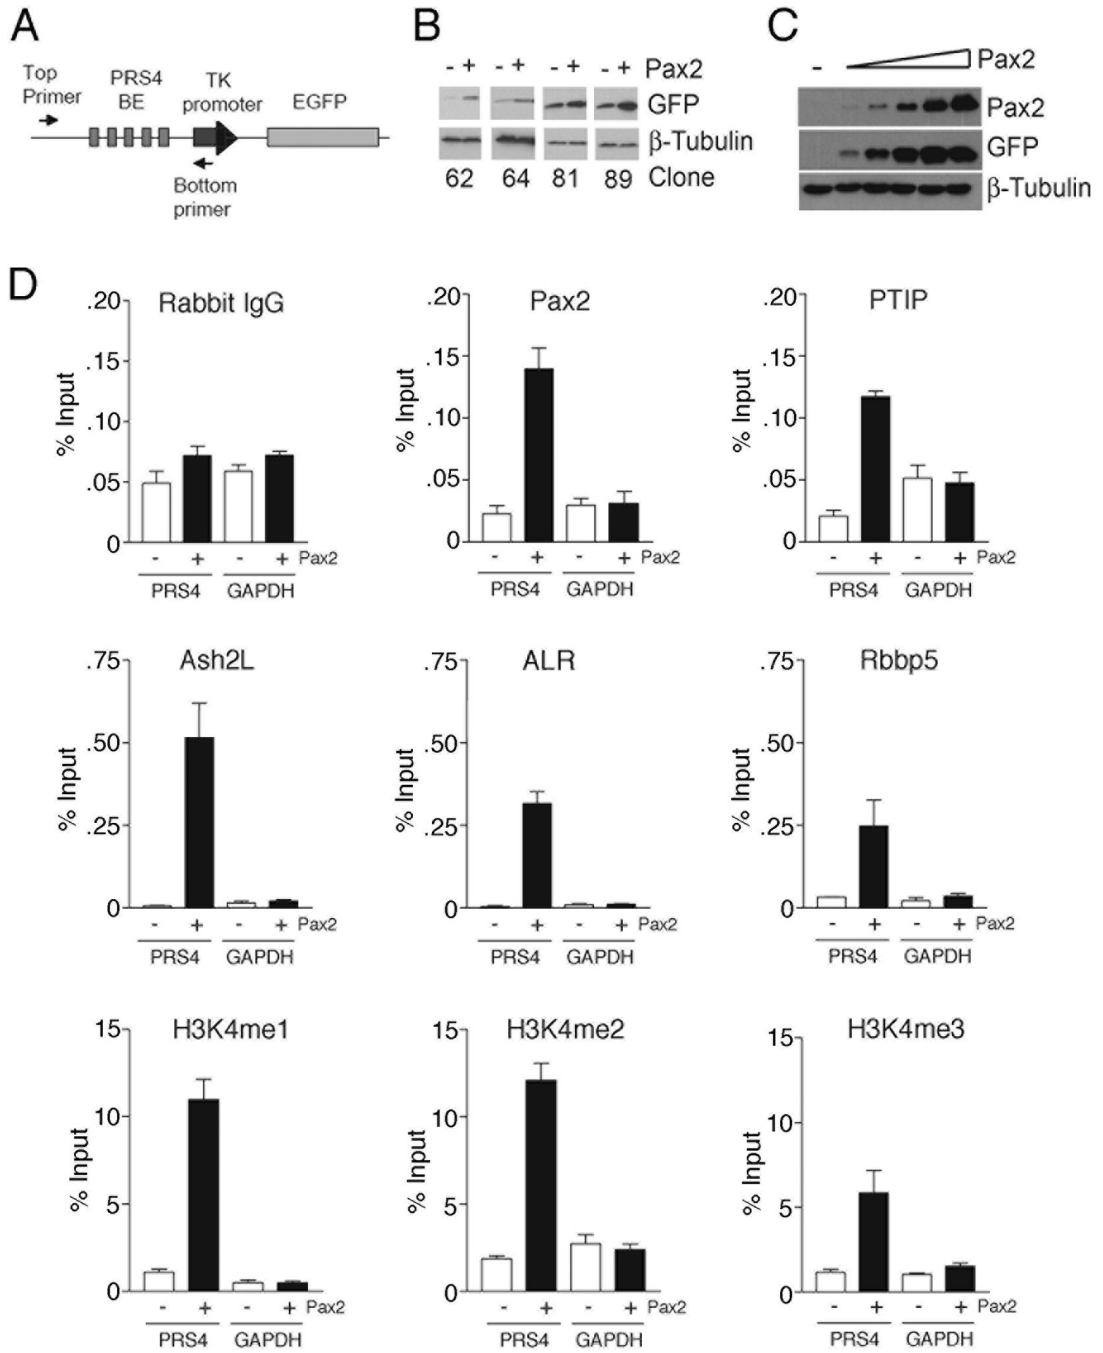 A
Top
Primer
PRS4
BE
TK
promoter
EGFP
Bottom
primer
B
- + - + - + - + Pax2
GFP
β-Tubulin
62 64 81 89 Clone
C
- Pax2
Pax2
GFP
β-Tubulin
D
Rabbit IgG
% Input
.20
.15
.10
.05
0
- + - + Pax2
PRS4 GAPDH
Pax2
% Input
.20
.15
.10
.05
0
- + - + Pax2
PRS4 GAPDH
PTIP
% Input
.20
.15
.10
.05
0
- + - + Pax2
PRS4 GAPDH
Ash2L
% Input
.75
.50
.25
0
- + - + Pax2
PRS4 GAPDH
ALR
% Input
.75
.50
.25
0
- + - + Pax2
PRS4 GAPDH
Rbbp5
% Input
.75
.50
.25
0
- + - + Pax2
PRS4 GAPDH
H3K4me1
% Input
15
10
5
0
- + - + Pax2
PRS4 GAPDH
H3K4me2
% Input
15
10
5
0
- + - + Pax2
PRS4 GAPDH
H3K4me3
% Input
15
10
5
0
- + - + Pax2
PRS4 GAPDH